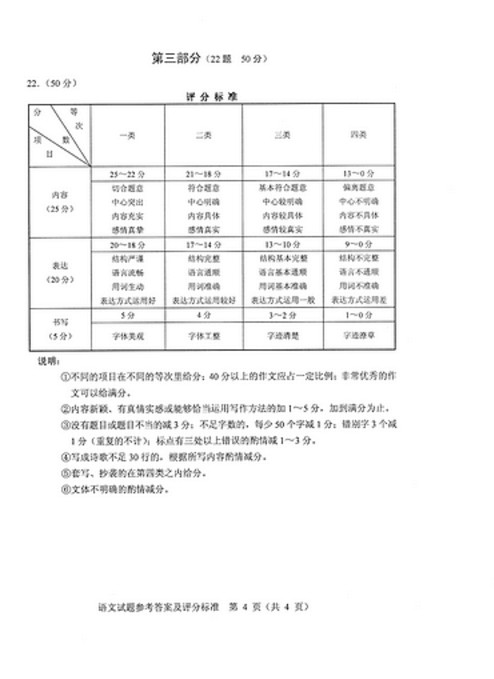 第三部分（22题 50分）
22.（50分）
评分标准
分 等
次
项 数
目
一类 二类 三类 四类
25～22分 21～18分 17～14分 13～0分
内容
（25分）
切合题意 符合题意 基本符合题意 偏离题意
中心突出 中心明确 中心较明确 中心不明确
内容充实 内容具体 内容较具体 内容不具体
感情真挚 感情真实 感情较真实 感情不真实
20～18分 17～14分 13～10分 9～0分
表达
（20分）
结构严谨 结构完整 结构基本完整 结构不完整
语言流畅 语言通顺 语言基本通顺 语言不通顺
用词生动 用词准确 用词基本准确 用词不准确
表达方式运用好 表达方式运用较好 表达方式运用一般 表达方式运用差
书写
（5分）
5分 4分 3～2分 1～0分
字体美观 字体工整 字迹清楚 字迹潦草
说明：
①不同的项目在不同的等次里给分；40分以上的作文应占一定比例；非常优秀的作
文可以给满分。
②内容新颖、有真情实感或能够恰当运用写作方法的加1～5分，加到满分为止。
③没有题目或题目不当的减3分；不足字数的，每少50个字减1分；错别字3个减
1分（重复的不计）；标点有三处以上错误的酌情减1～3分。
④写成诗歌不足30行的，根据所写内容酌情减分。
⑤套写、抄袭的在第四类之内给分。
⑥文体不明确的酌情减分。
语文试题参考答案及评分标准 第4页（共4页）